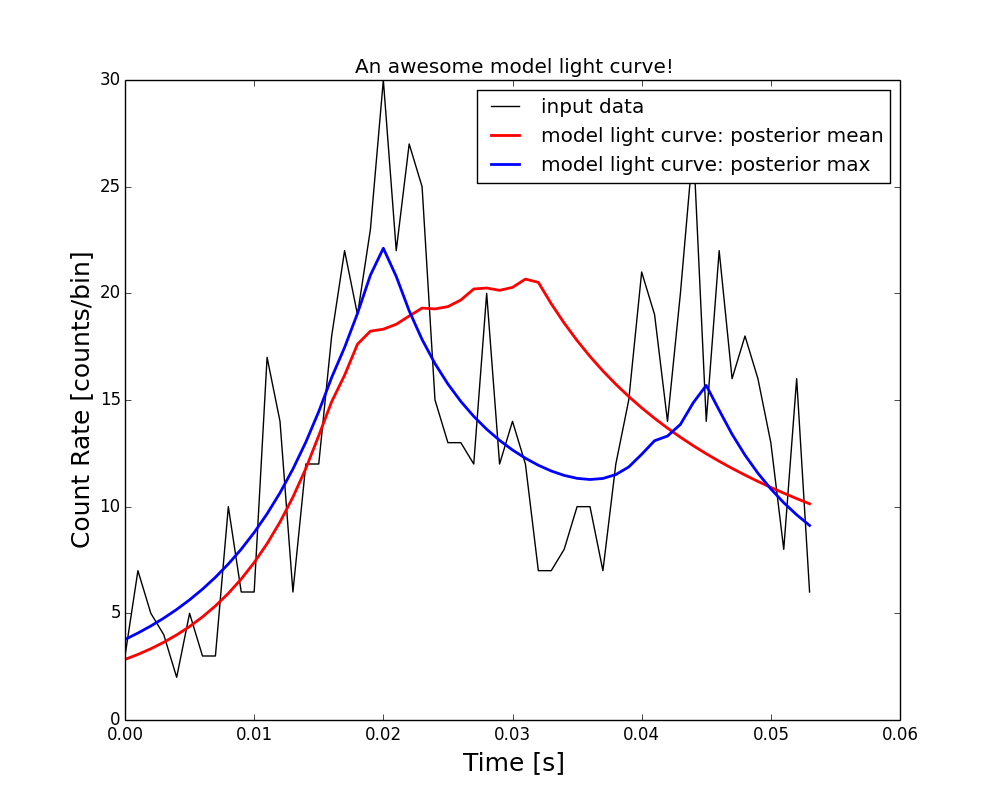 An awesome model light curve!
input data
model light curve: posterior mean
model light curve: posterior max
Count Rate [counts/bin]
30
25
20
15
10
5
0
0.00 0.01 0.02 0.03 0.04 0.05 0.06
Time [s]